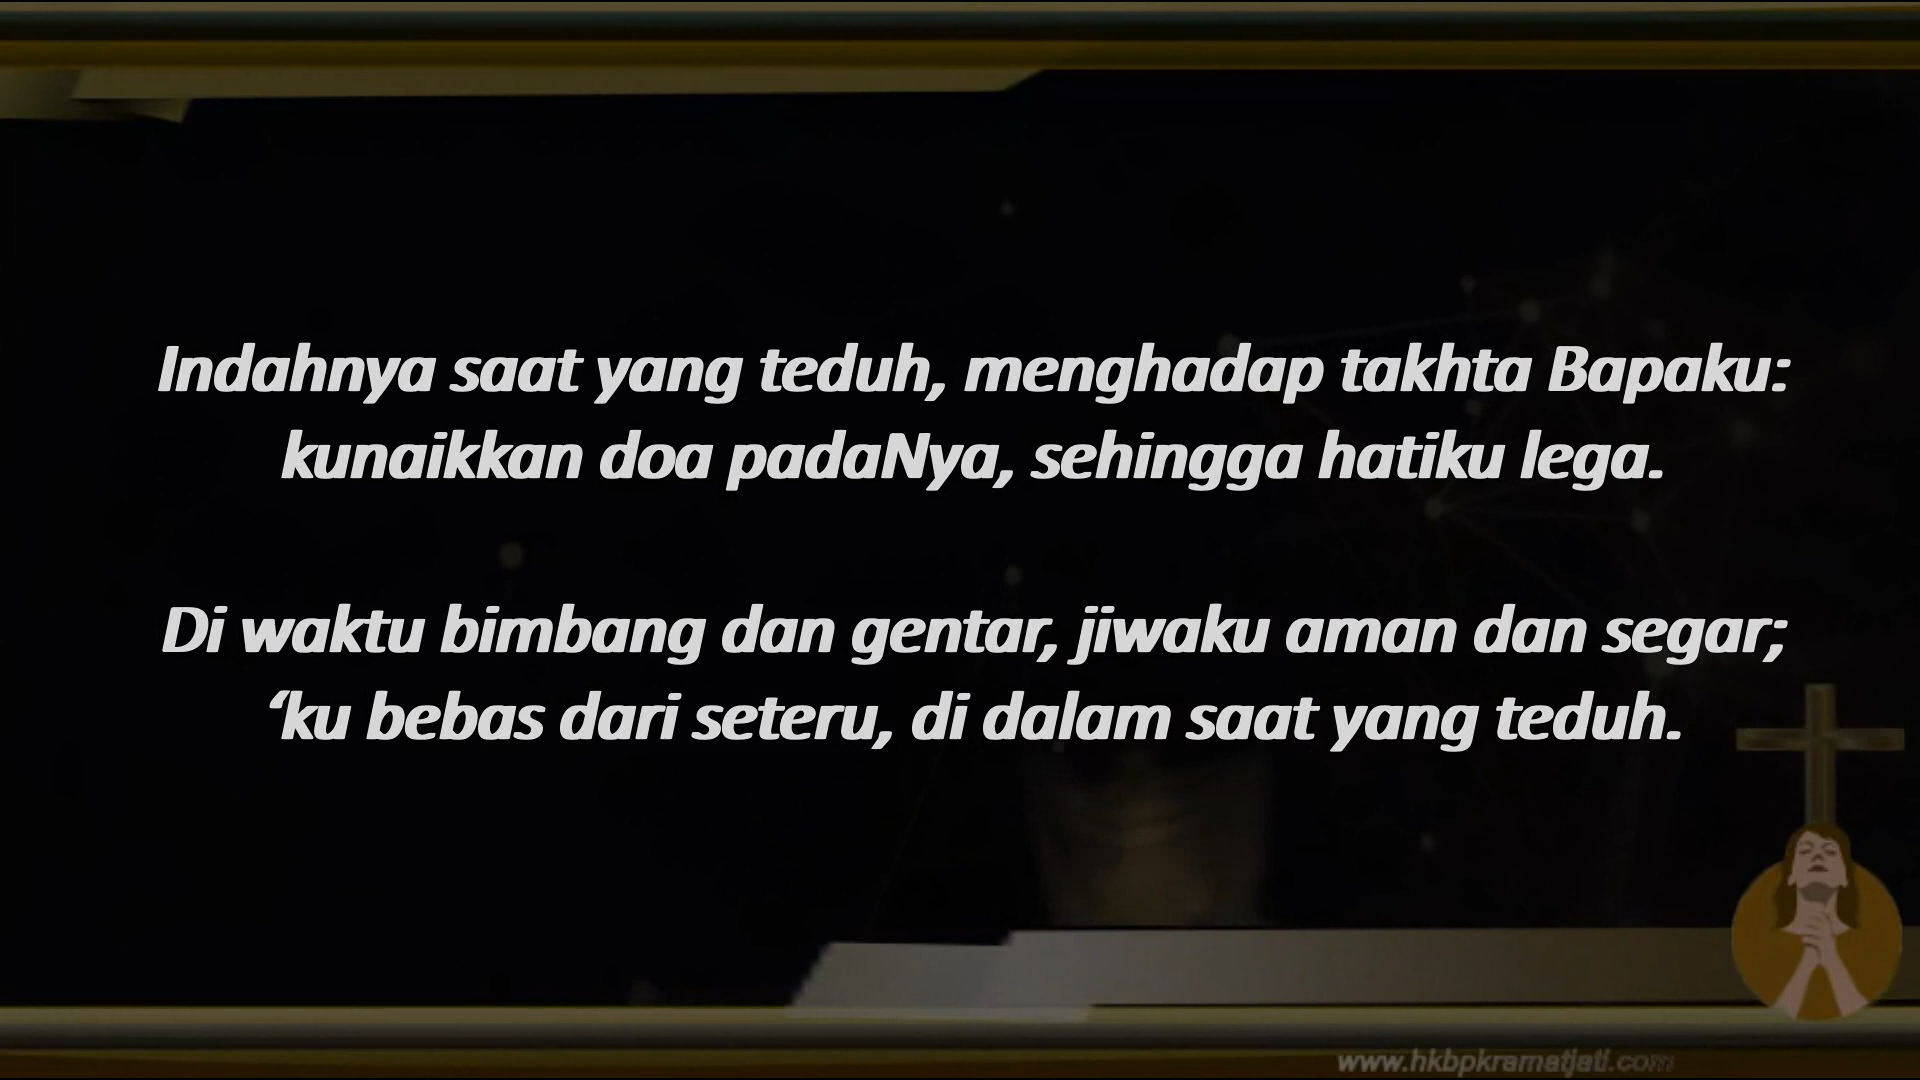 Indahnya saat yang teduh, menghadap takhta Bapaku:
kunaikkan doa padaNya, sehingga hatiku lega.
Di waktu bimbang dan gentar, jiwaku aman dan segar;
‘ku bebas dari seteru, di dalam saat yang teduh.
www.hkbpkramatjati.com